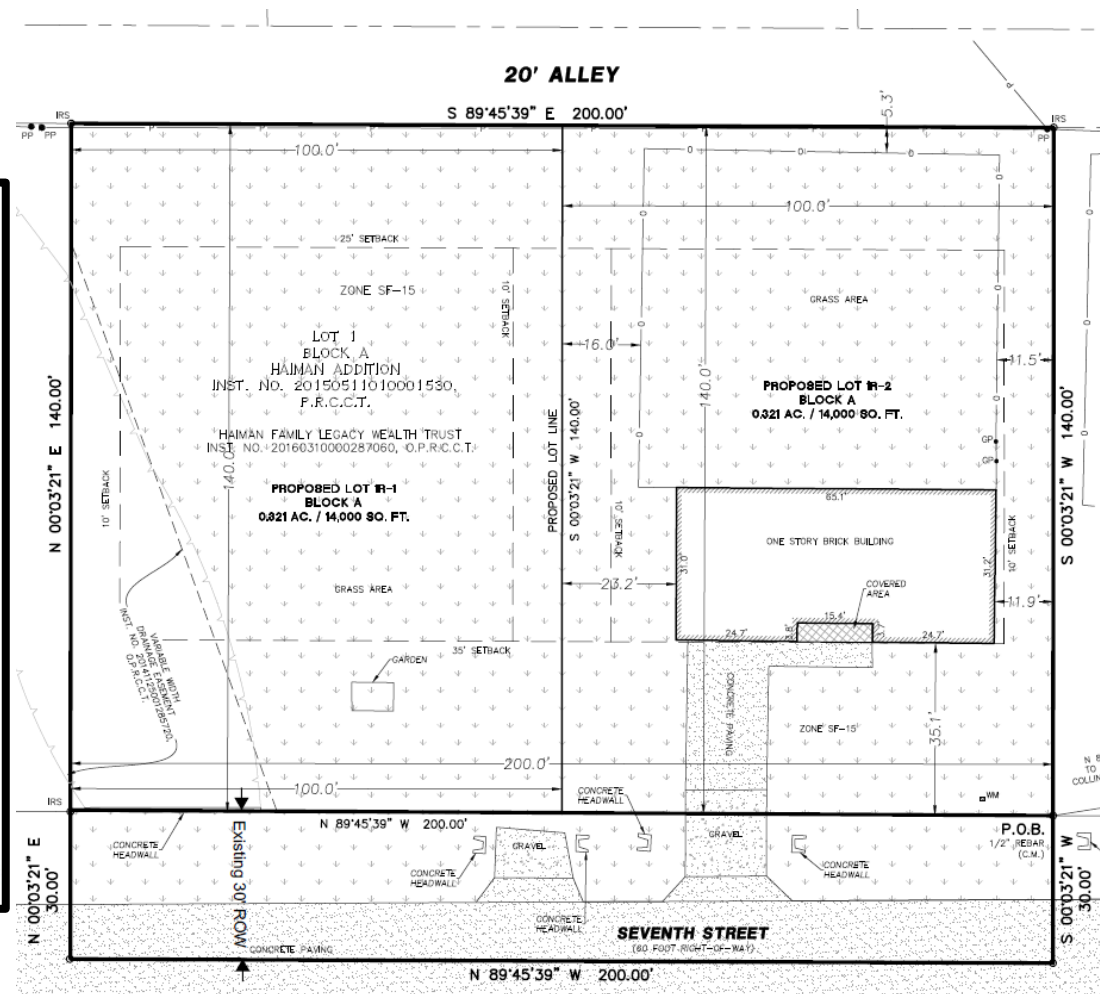 20' ALLEY
S 89°45'39" E 200.00'
IRS
IRS
PP
PP
PP
P
5.3'
100.0'
100.0'
25' SETBACK
ZONE SF-15
10' SETBACK
GRASS AREA
LOT 1
BLOCK A
HAIMAN ADDITION
INST. NO. 20150511010001530,
P.R.C.C.T.
16.0'
11.5'
140.0'
PROPOSED LOT 1R-2
BLOCK A
0.321 AC. / 14,000 SQ. FT.
N 00°03'21" E 140.00'
PROPOSED LOT LINE
S 00°03'21" W 140.00'
S 00°03'21" W 140.00'
HAIMAN FAMILY LEGACY WEALTH TRUST
INST. NO. 20160310000287060, O.P.R.C.C.T.
140.0'
GP
GP
PROPOSED LOT 1R-1
BLOCK A
0.321 AC. / 14,000 SQ. FT.
10' SETBACK
65.1'
10' SETBACK
ONE STORY BRICK BUILDING
10' SETBACK
31.0'
31.2'
GRASS AREA
23.2'
COVERED
AREA
11.9'
15.4'
24.7'
24.7'
VARIABLE WIDTH
DRAINAGE EASEMENT
INST. NO. 20141125001285720,
O.P.R.C.C.T.
35' SETBACK
GARDEN
CONCRETE PAVING
ZONE SF-15
35.1'
200.0'
100.0'
CONCRETE
HEADWALL
WM
IRS
N 89°45'39" W 200.00'
P.O.B.
1/2" REBAR
(C.M.)
CONCRETE
HEADWALL
GRAVEL
GRAVEL
CONCRETE
HEADWALL
CONCRETE
HEADWALL
N 00°03'21" E
30.00'
Existing 30' ROW
S 00°03'21" W
30.00'
CONCRETE
HEADWALL
SEVENTH STREET
(60 FOOT RIGHT-OF-WAY)
CONCRETE PAVING
N 89°45'39" W 200.00'